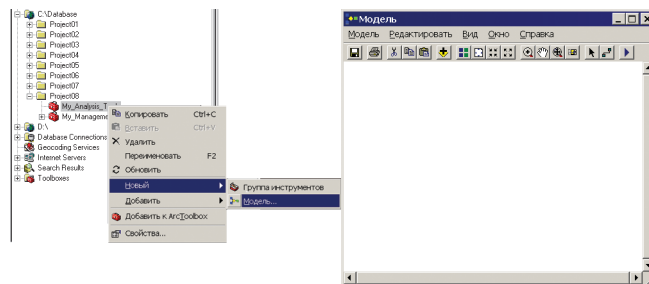 C:\Database
Project01
Project02
Project03
Project04
Project05
Project06
Project07
Project08
My_Analysis_T
My_Manageme
D:\
Database Connections
Geocoding Services
Internet Servers
Search Results
Toolboxes
Копировать Ctrl+C
Вставить Ctrl+V
Удалить
Переименовать F2
Обновить
Новый
Добавить
Добавить к ArcToolbox
Свойства...
Группа инструментов
Модель...
Модель
Модель Редактировать Вид Окно Справка